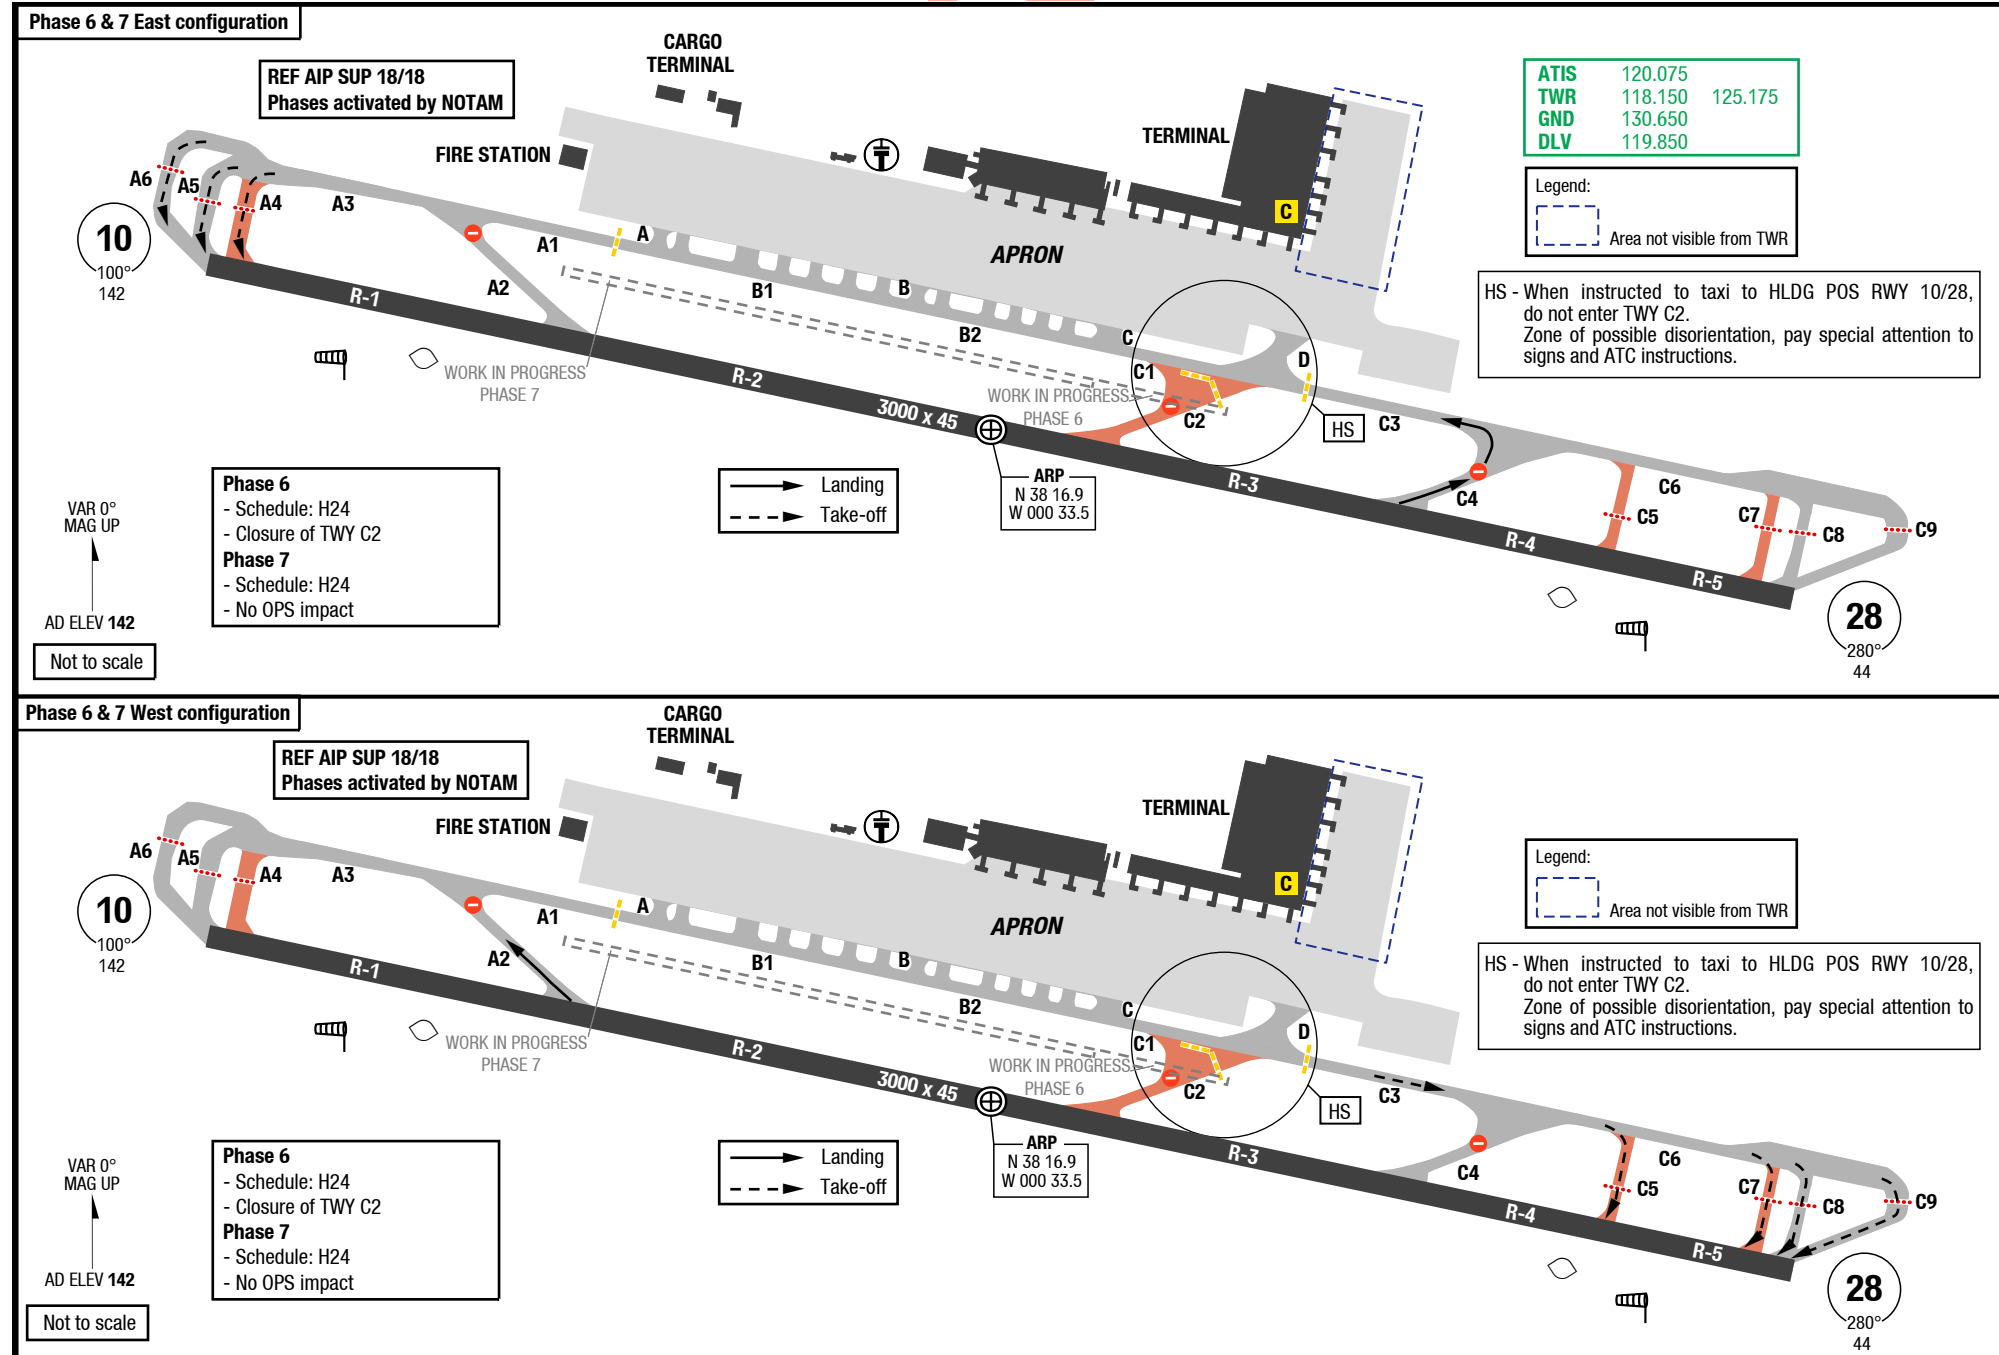 Phase 6 & 7 East configuration
REF AIP SUP 18/18
Phases activated by NOTAM
CARGO
TERMINAL
FIRE STATION
TERMINAL
C
APRON
ATIS 120.075
TWR 118.150 125.175
GND 130.650
DLV 119.850
Legend:
Area not visible from TWR
HS - When instructed to taxi to HLDG POS RWY 10/28,
do not enter TWY C2.
Zone of possible disorientation, pay special attention to
signs and ATC instructions.
A6
A5
A4
A3
A1
A
A2
B1
B
B2
C
C1
C2
D
C3
C4
C5
C6
C7
C8
C9
10
100°
142
R-1
R-2
3000 x 45
R-3
R-4
R-5
WORK IN PROGRESS
PHASE 7
WORK IN PROGRESS
PHASE 6
HS
ARP
N 38 16.9
W 000 33.5
28
280°
44
Phase 6
- Schedule: H24
- Closure of TWY C2
Phase 7
- Schedule: H24
- No OPS impact
Landing
Take-off
VAR 0°
MAG UP
AD ELEV 142
Not to scale
Phase 6 & 7 West configuration
REF AIP SUP 18/18
Phases activated by NOTAM
CARGO
TERMINAL
FIRE STATION
TERMINAL
C
APRON
Legend:
Area not visible from TWR
HS - When instructed to taxi to HLDG POS RWY 10/28,
do not enter TWY C2.
Zone of possible disorientation, pay special attention to
signs and ATC instructions.
A6
A5
A4
A3
A1
A
A2
B1
B
B2
C
C1
C2
D
C3
C4
C5
C6
C7
C8
C9
10
100°
142
R-1
R-2
3000 x 45
R-3
R-4
R-5
WORK IN PROGRESS
PHASE 7
WORK IN PROGRESS
PHASE 6
HS
ARP
N 38 16.9
W 000 33.5
28
280°
44
Phase 6
- Schedule: H24
- Closure of TWY C2
Phase 7
- Schedule: H24
- No OPS impact
Landing
Take-off
VAR 0°
MAG UP
AD ELEV 142
Not to scale